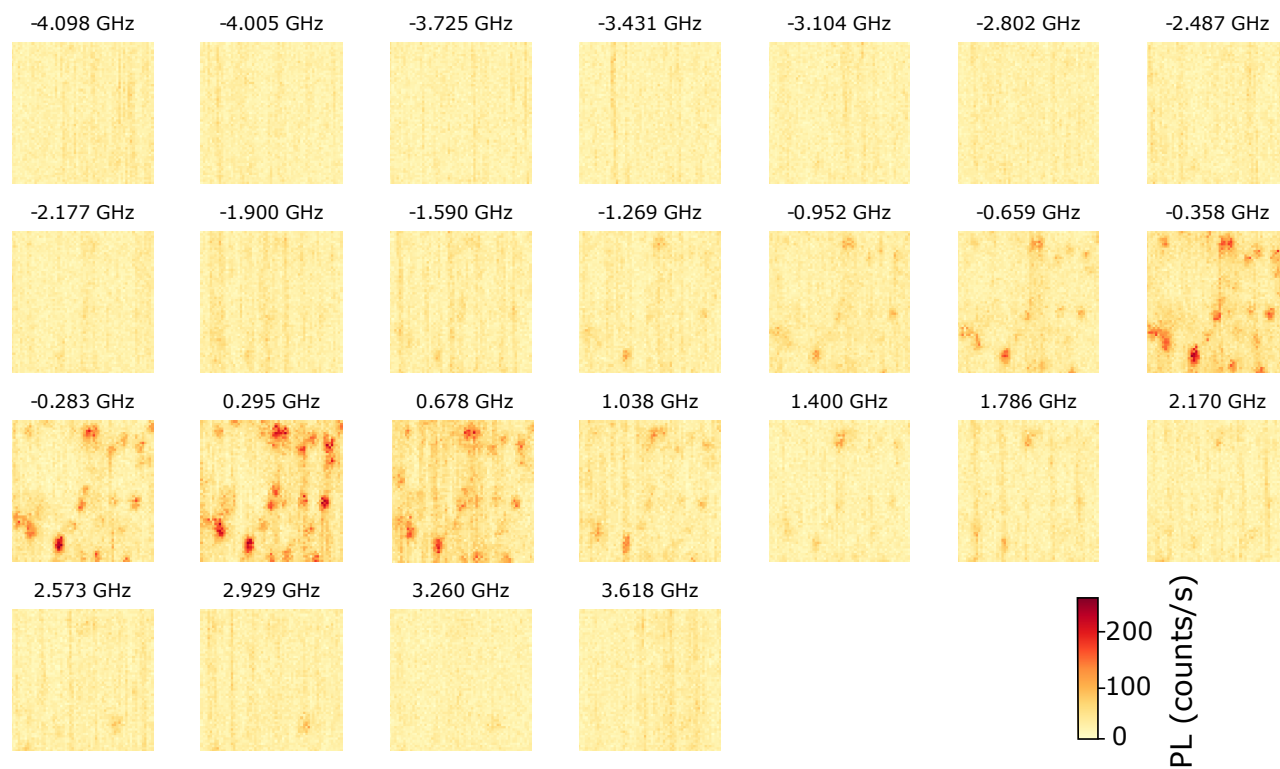 -4.098 GHz -4.005 GHz -3.725 GHz -3.431 GHz -3.104 GHz -2.802 GHz -2.487 GHz
-2.177 GHz -1.900 GHz -1.590 GHz -1.269 GHz -0.952 GHz -0.659 GHz -0.358 GHz
-0.283 GHz 0.295 GHz 0.678 GHz 1.038 GHz 1.400 GHz 1.786 GHz 2.170 GHz
2.573 GHz 2.929 GHz 3.260 GHz 3.618 GHz
200
100
0
PL (counts/s)